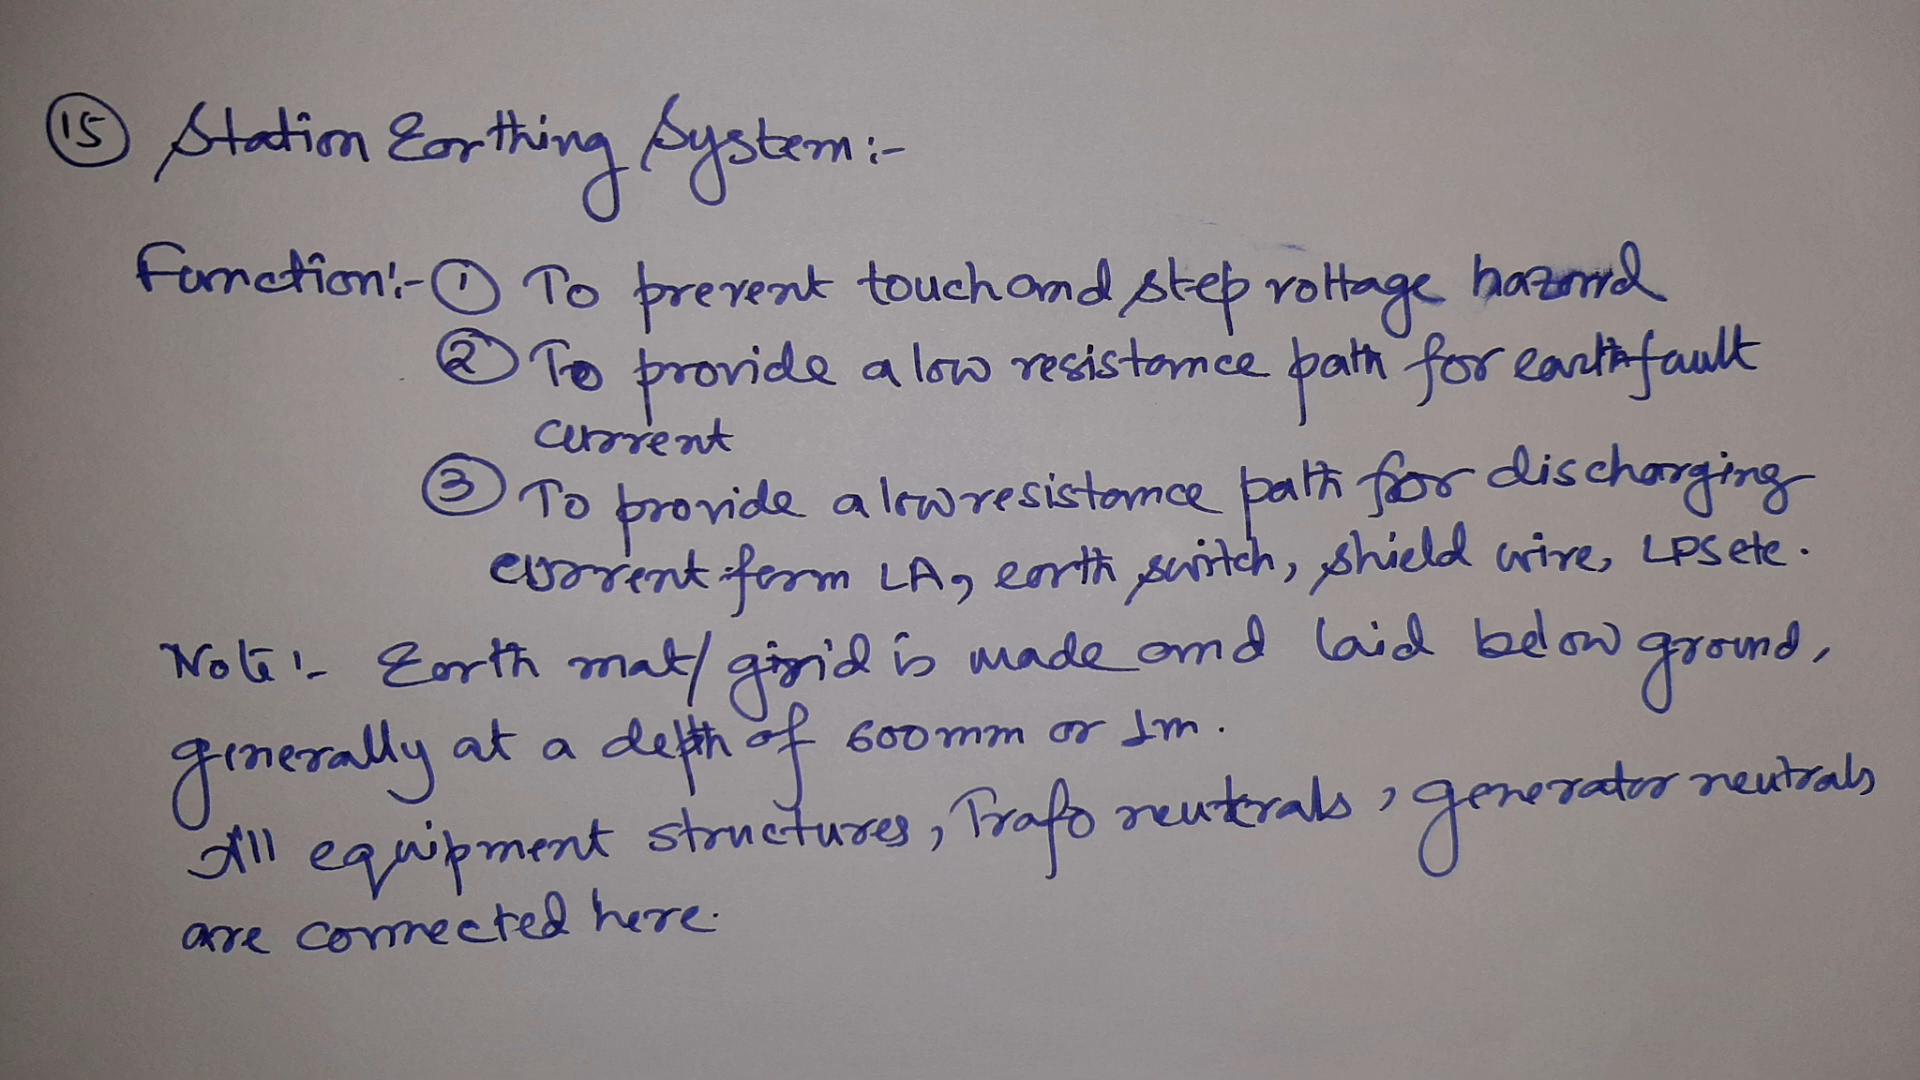 15 Station Earthing System:-
Function:- 1 To prevent touch and step voltage hazard
2 To provide a low resistance path for earth fault
current
3 To provide a low resistance path for discharging
current form LA, earth switch, shield wire, LPS etc.
Note:- Earth mat/ grid is made and laid below ground,
generally at a depth of 600mm or 1m.
All equipment structures, Trafo neutrals, generator neutrals
are connected here.